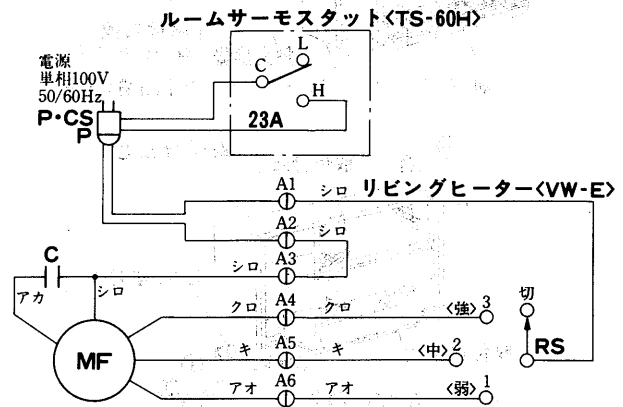 ルームサーモスタット<TS-60H>
電源
単相100V
50/60Hz
P・CS
P
C
L
H
23A
A1
シロ
リビングヒーター<VW-E>
A2
シロ
C
シロ
A3
アカ
シロ
クロ
A4
クロ
<強>
3
切
MF
キ
A5
キ
<中>
2
RS
アオ
A6
アオ
<弱>
1